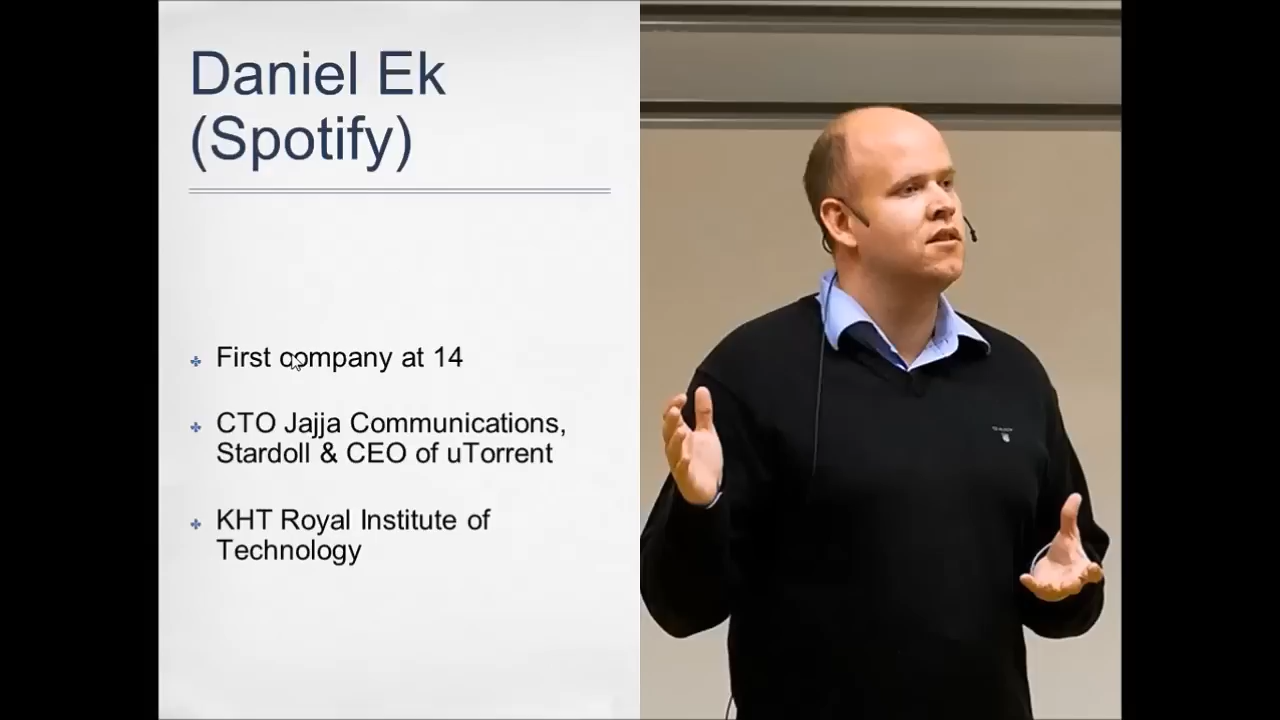 Daniel Ek
(Spotify)
First company at 14
CTO Jajja Communications,
Stardoll & CEO of uTorrent
KHT Royal Institute of
Technology